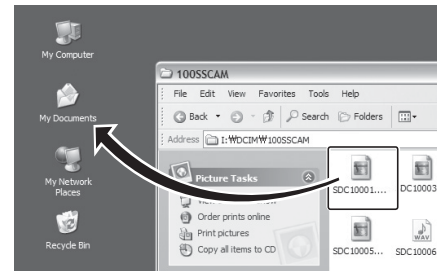 My Computer
My Documents
My Network
Places
Recycle Bin
100SSCAM
File Edit View Favorites Tools Help
Back Search Folders
Address I:₩DCIM₩100SSCAM
Picture Tasks
Order prints online
Print pictures
Copy all items to CD
SDC10001....
DC10003
SDC10005...
SDC10006
WAV